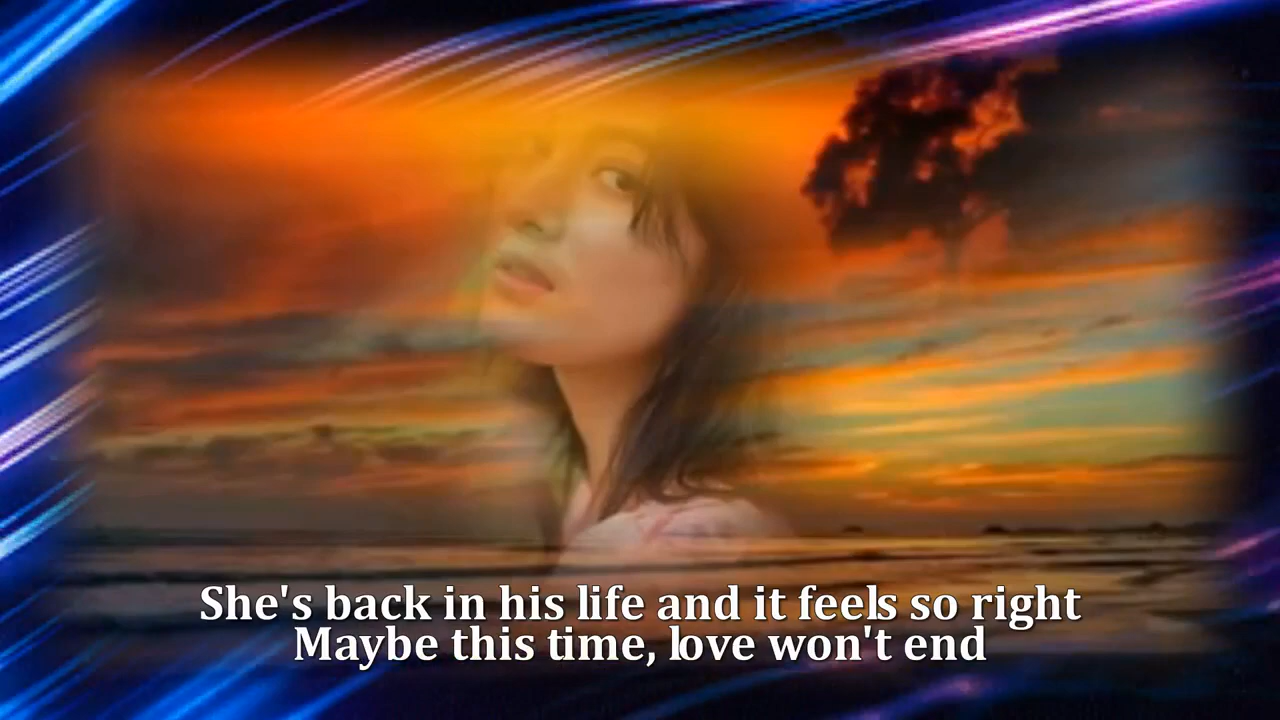 She's back in his life and it feels so right
Maybe this time, love won't end